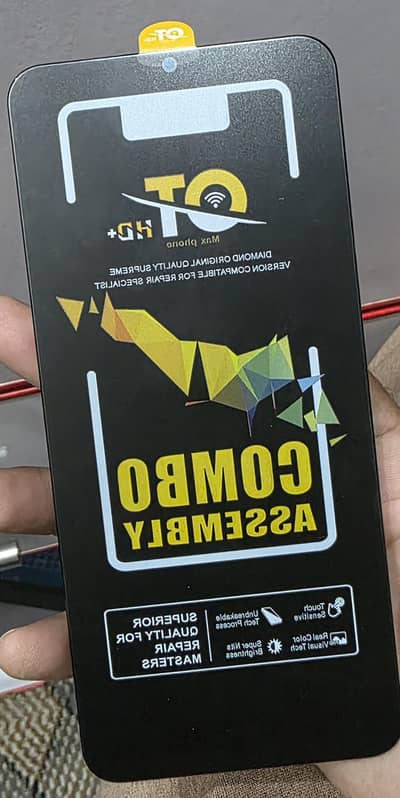 OT
OT
HD+
Max phone
DIAMOND ORIGINAL QUALITY SUPREME
VERSION COMPATIBLE FOR REPAIR SPECIALIST
COMBO
ASSEMBLY
Touch
Sensitive
Unbreakable
Tech Process
Real Color
Visual Tech
Super Nits
Brightness
SUPERIOR
QUALITY FOR
REPAIR
MASTERS